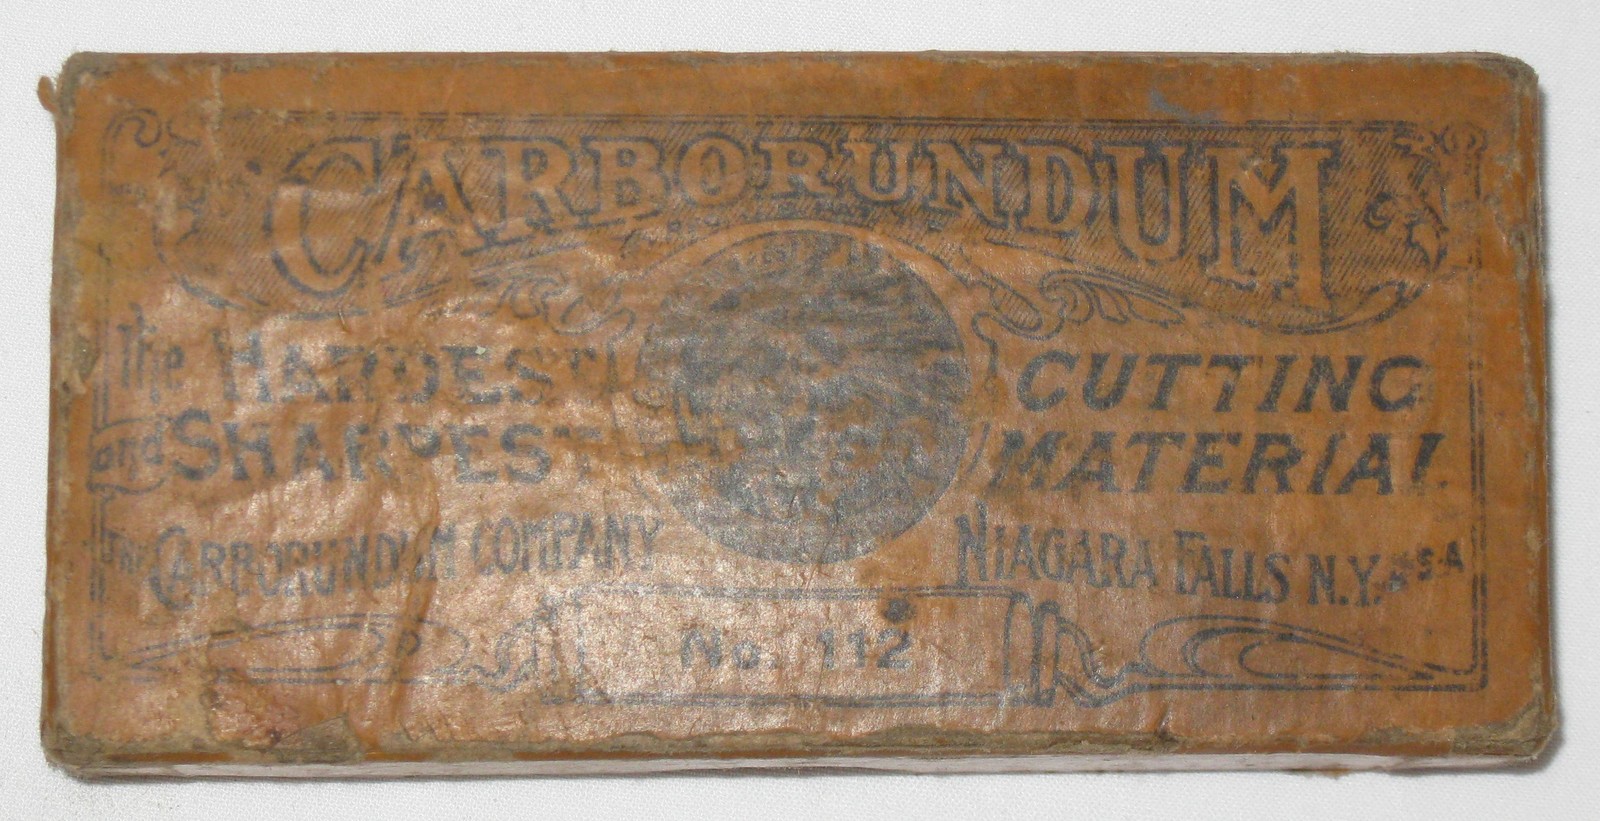 CARBORUNDUM
the HARDEST CUTTING
and SHARPEST MATERIAL
THE CARBORUNDUM COMPANY NIAGARA FALLS N.Y. U.S.A
No. 112